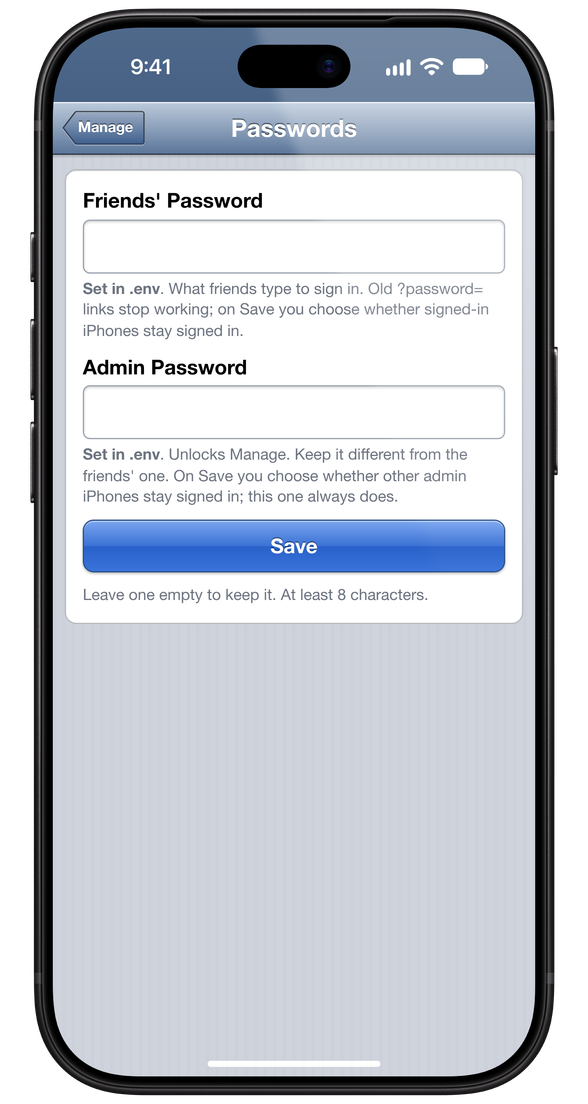 9:41
Manage
Passwords
Friends' Password
Set in .env. What friends type to sign in. Old ?password=
links stop working; on Save you choose whether signed-in
iPhones stay signed in.
Admin Password
Set in .env. Unlocks Manage. Keep it different from the
friends' one. On Save you choose whether other admin
iPhones stay signed in; this one always does.
Save
Leave one empty to keep it. At least 8 characters.